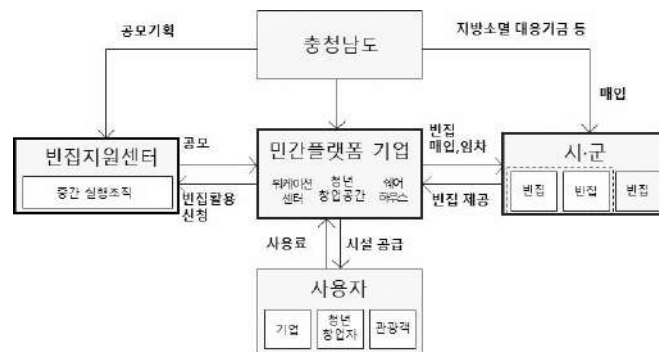 공모기획
충청남도
지방소멸 대응기금 등
매입
빈집지원센터
중간 실행조직
공모
빈집활용
신청
민간플랫폼 기업
워케이션
센터
청년
창업공간
쉐어
하우스
빈집
매입,임차
빈집 제공
시·군
빈집
빈집
빈집
사용료
시설 공급
사용자
기업
청년
창업자
관광객